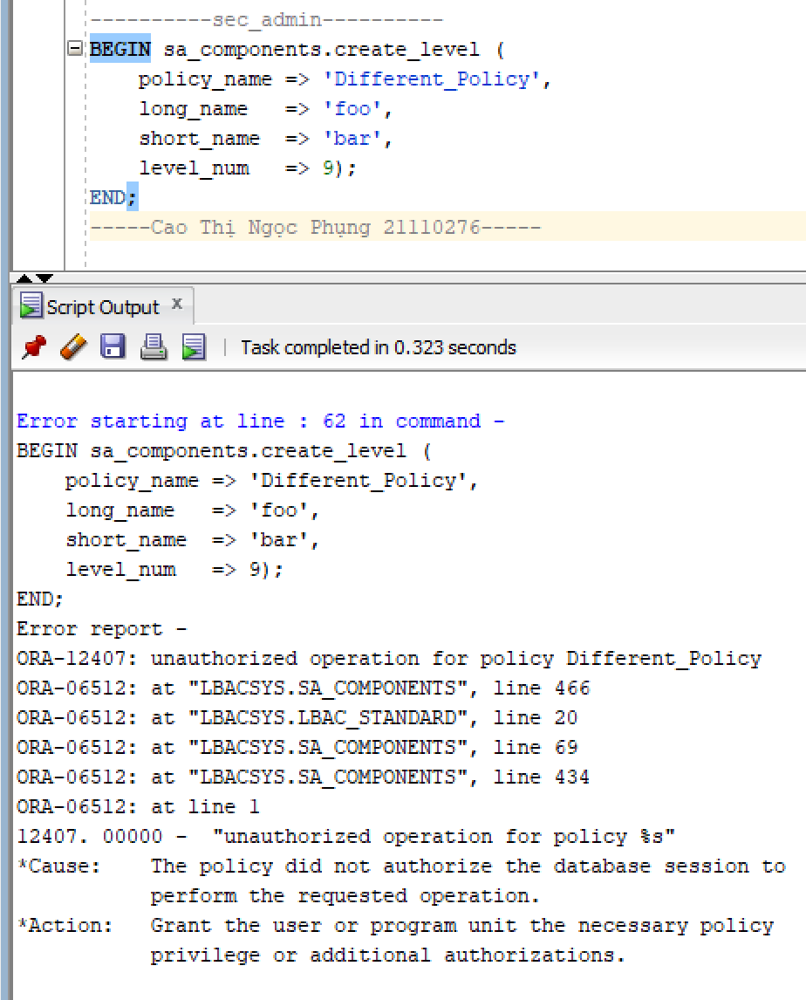 ----------sec_admin----------
BEGIN sa_components.create_level (
    policy_name => 'Different_Policy',
    long_name   => 'foo',
    short_name  => 'bar',
    level_num   => 9);
END;
-----Cao Thị Ngọc Phụng 21110276-----
Script Output x
Task completed in 0.323 seconds
Error starting at line : 62 in command -
BEGIN sa_components.create_level (
    policy_name => 'Different_Policy',
    long_name   => 'foo',
    short_name  => 'bar',
    level_num   => 9);
END;
Error report -
ORA-12407: unauthorized operation for policy Different_Policy
ORA-06512: at "LBACSYS.SA_COMPONENTS", line 466
ORA-06512: at "LBACSYS.LBAC_STANDARD", line 20
ORA-06512: at "LBACSYS.SA_COMPONENTS", line 69
ORA-06512: at "LBACSYS.SA_COMPONENTS", line 434
ORA-06512: at line 1
12407. 00000 -  "unauthorized operation for policy %s"
*Cause:    The policy did not authorize the database session to
           perform the requested operation.
*Action:   Grant the user or program unit the necessary policy
           privilege or additional authorizations.